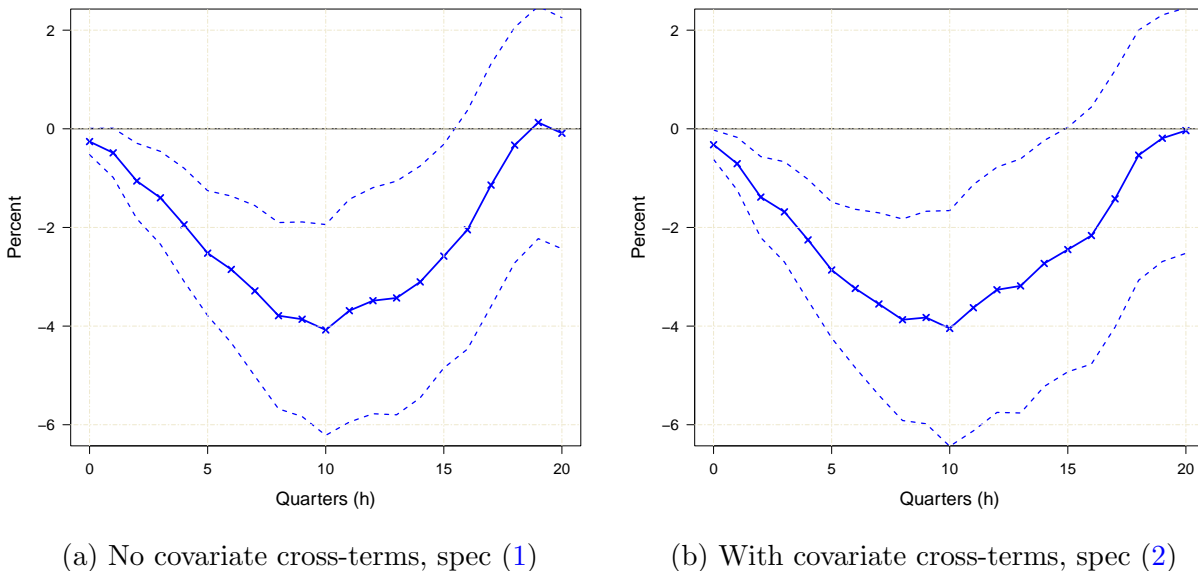 2
0
−2
−4
−6
Percent
0 5 10 15 20
Quarters (h)
(a) No covariate cross-terms, spec (1)
2
0
−2
−4
−6
Percent
0 5 10 15 20
Quarters (h)
(b) With covariate cross-terms, spec (2)